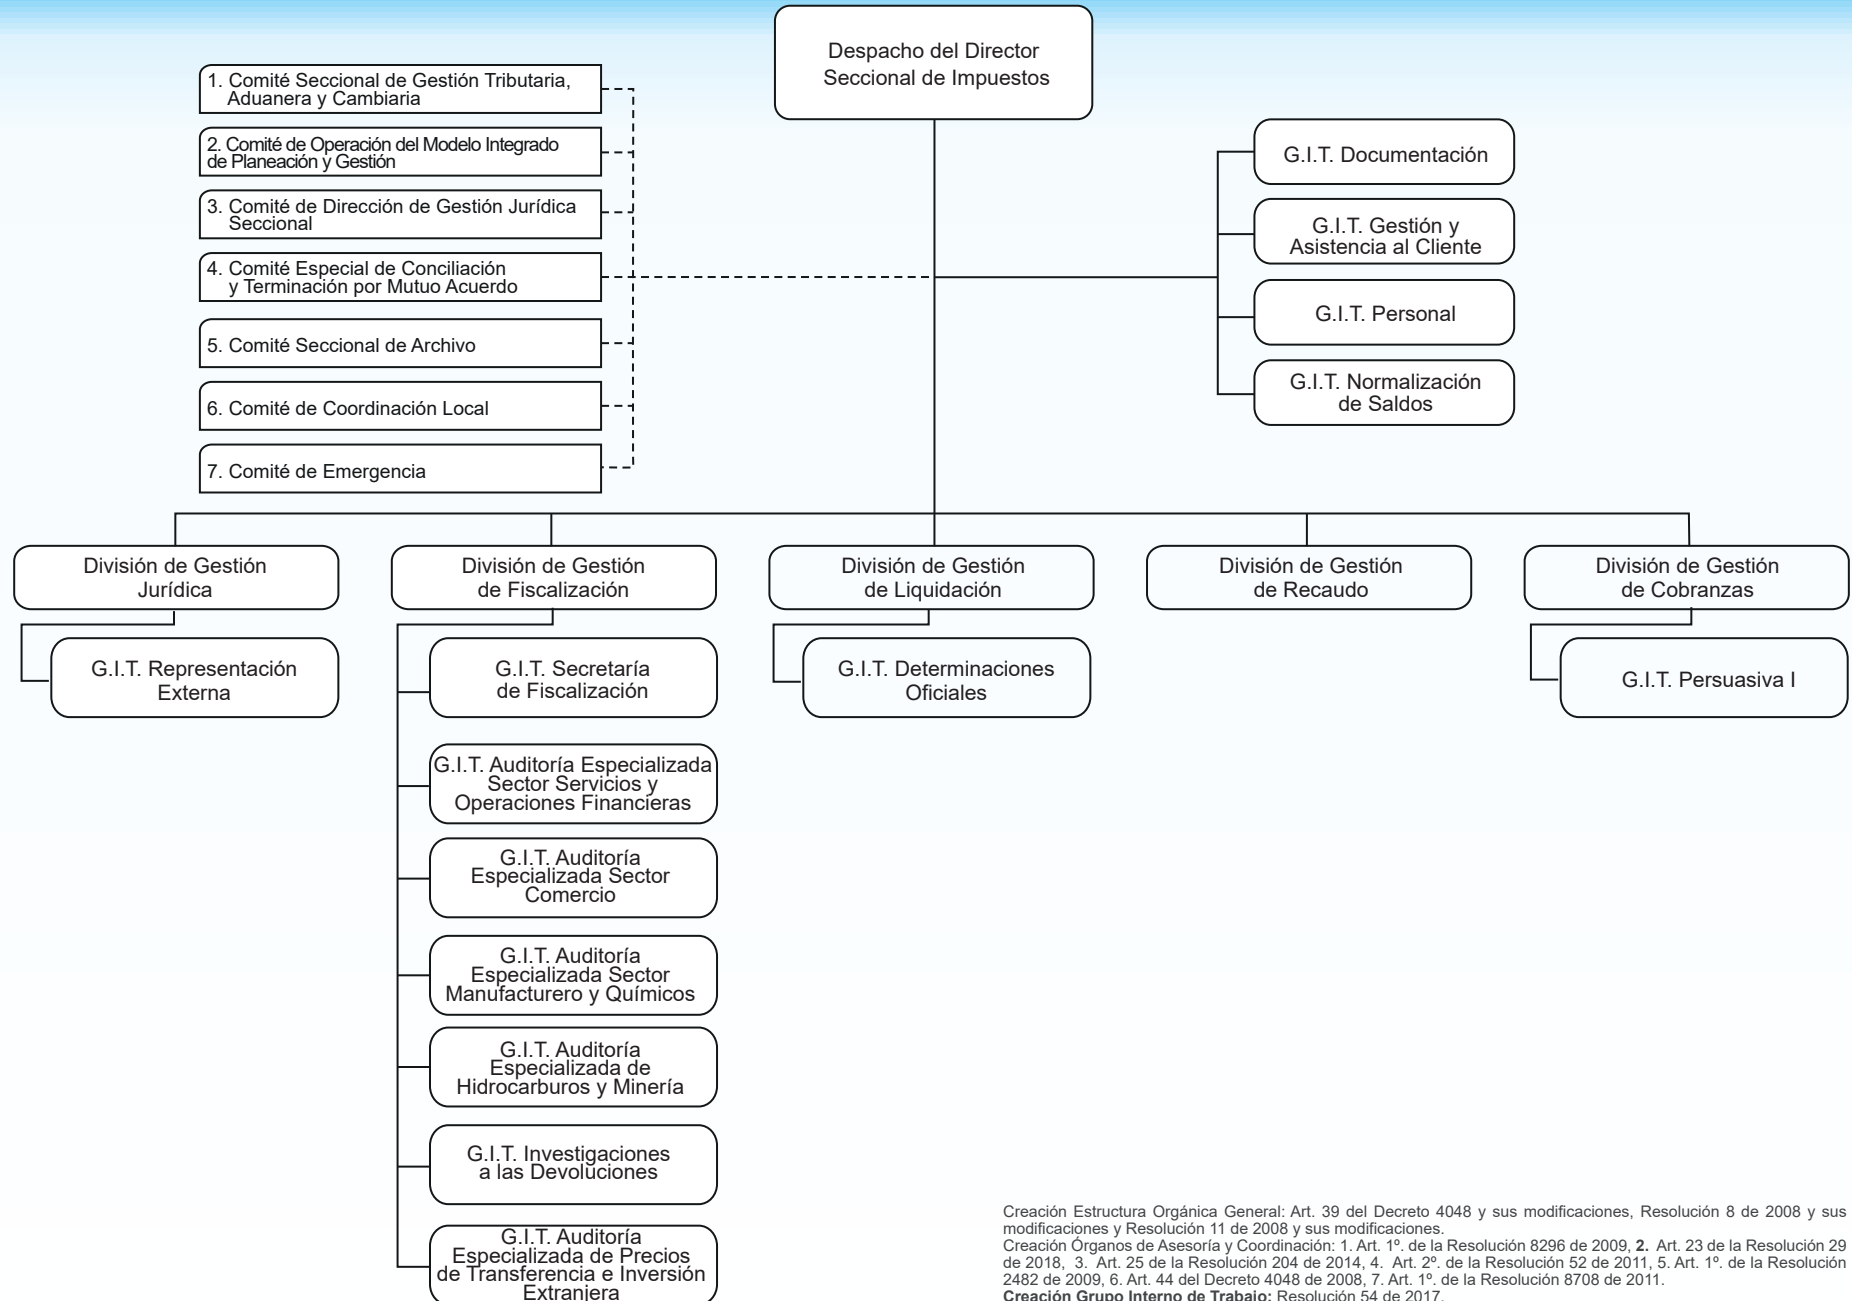 Despacho del Director
Seccional de Impuestos
1. Comité Seccional de Gestión Tributaria,
Aduanera y Cambiaria
2. Comité de Operación del Modelo Integrado
de Planeación y Gestión
3. Comité de Dirección de Gestión Jurídica
Seccional
4. Comité Especial de Conciliación
y Terminación por Mutuo Acuerdo
5. Comité Seccional de Archivo
6. Comité de Coordinación Local
7. Comité de Emergencia
G.I.T. Documentación
G.I.T. Gestión y
Asistencia al Cliente
G.I.T. Personal
G.I.T. Normalización
de Saldos
División de Gestión
Jurídica
División de Gestión
de Fiscalización
División de Gestión
de Liquidación
División de Gestión
de Recaudo
División de Gestión
de Cobranzas
G.I.T. Representación
Externa
G.I.T. Secretaría
de Fiscalización
G.I.T. Determinaciones
Oficiales
G.I.T. Persuasiva I
G.I.T. Auditoría Especializada
Sector Servicios y
Operaciones Financieras
G.I.T. Auditoría
Especializada Sector
Comercio
G.I.T. Auditoría
Especializada Sector
Manufacturero y Químicos
G.I.T. Auditoría
Especializada de
Hidrocarburos y Minería
G.I.T. Investigaciones
a las Devoluciones
G.I.T. Auditoría
Especializada de Precios
de Transferencia e Inversión
Extranjera
Creación Estructura Orgánica General: Art. 39 del Decreto 4048 y sus modificaciones, Resolución 8 de 2008 y sus
modificaciones y Resolución 11 de 2008 y sus modificaciones.
Creación Órganos de Asesoría y Coordinación: 1. Art. 1º. de la Resolución 8296 de 2009, 2. Art. 23 de la Resolución 29
de 2018, 3. Art. 25 de la Resolución 204 de 2014, 4. Art. 2º. de la Resolución 52 de 2011, 5. Art. 1º. de la Resolución
2482 de 2009, 6. Art. 44 del Decreto 4048 de 2008, 7. Art. 1º. de la Resolución 8708 de 2011.
Creación Grupo Interno de Trabajo: Resolución 54 de 2017.